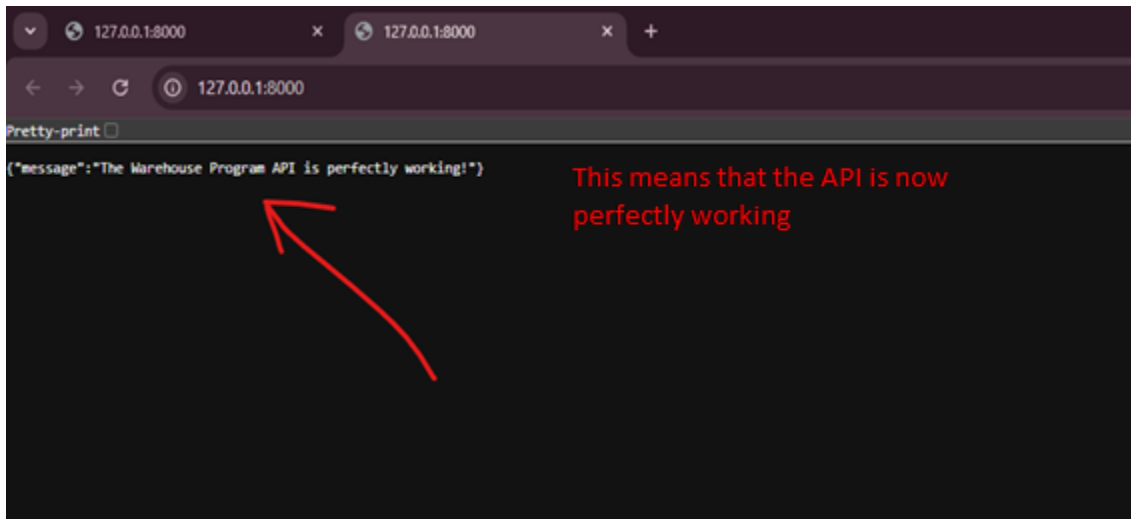 127.0.0.1:8000
127.0.0.1:8000
127.0.0.1:8000
Pretty-print
{"message":"The Warehouse Program API is perfectly working!"}
This means that the API is now
perfectly working